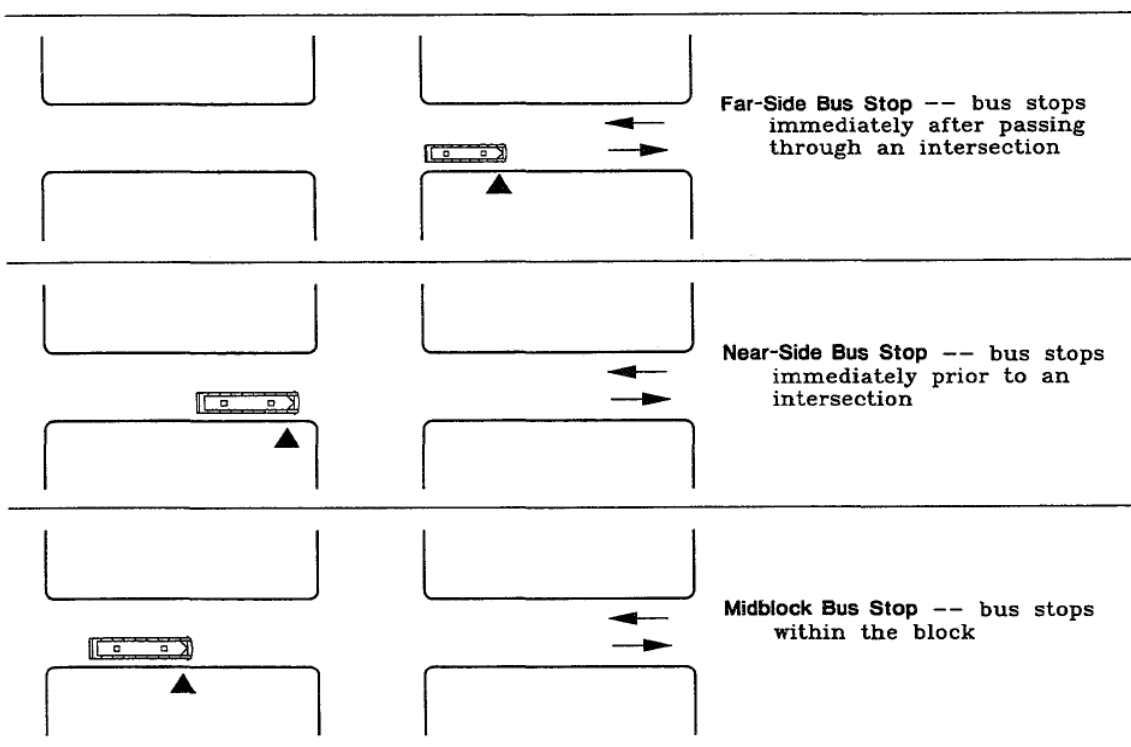 Far-Side Bus Stop -- bus stops
immediately after passing
through an intersection
Near-Side Bus Stop -- bus stops
immediately prior to an
intersection
Midblock Bus Stop -- bus stops
within the block